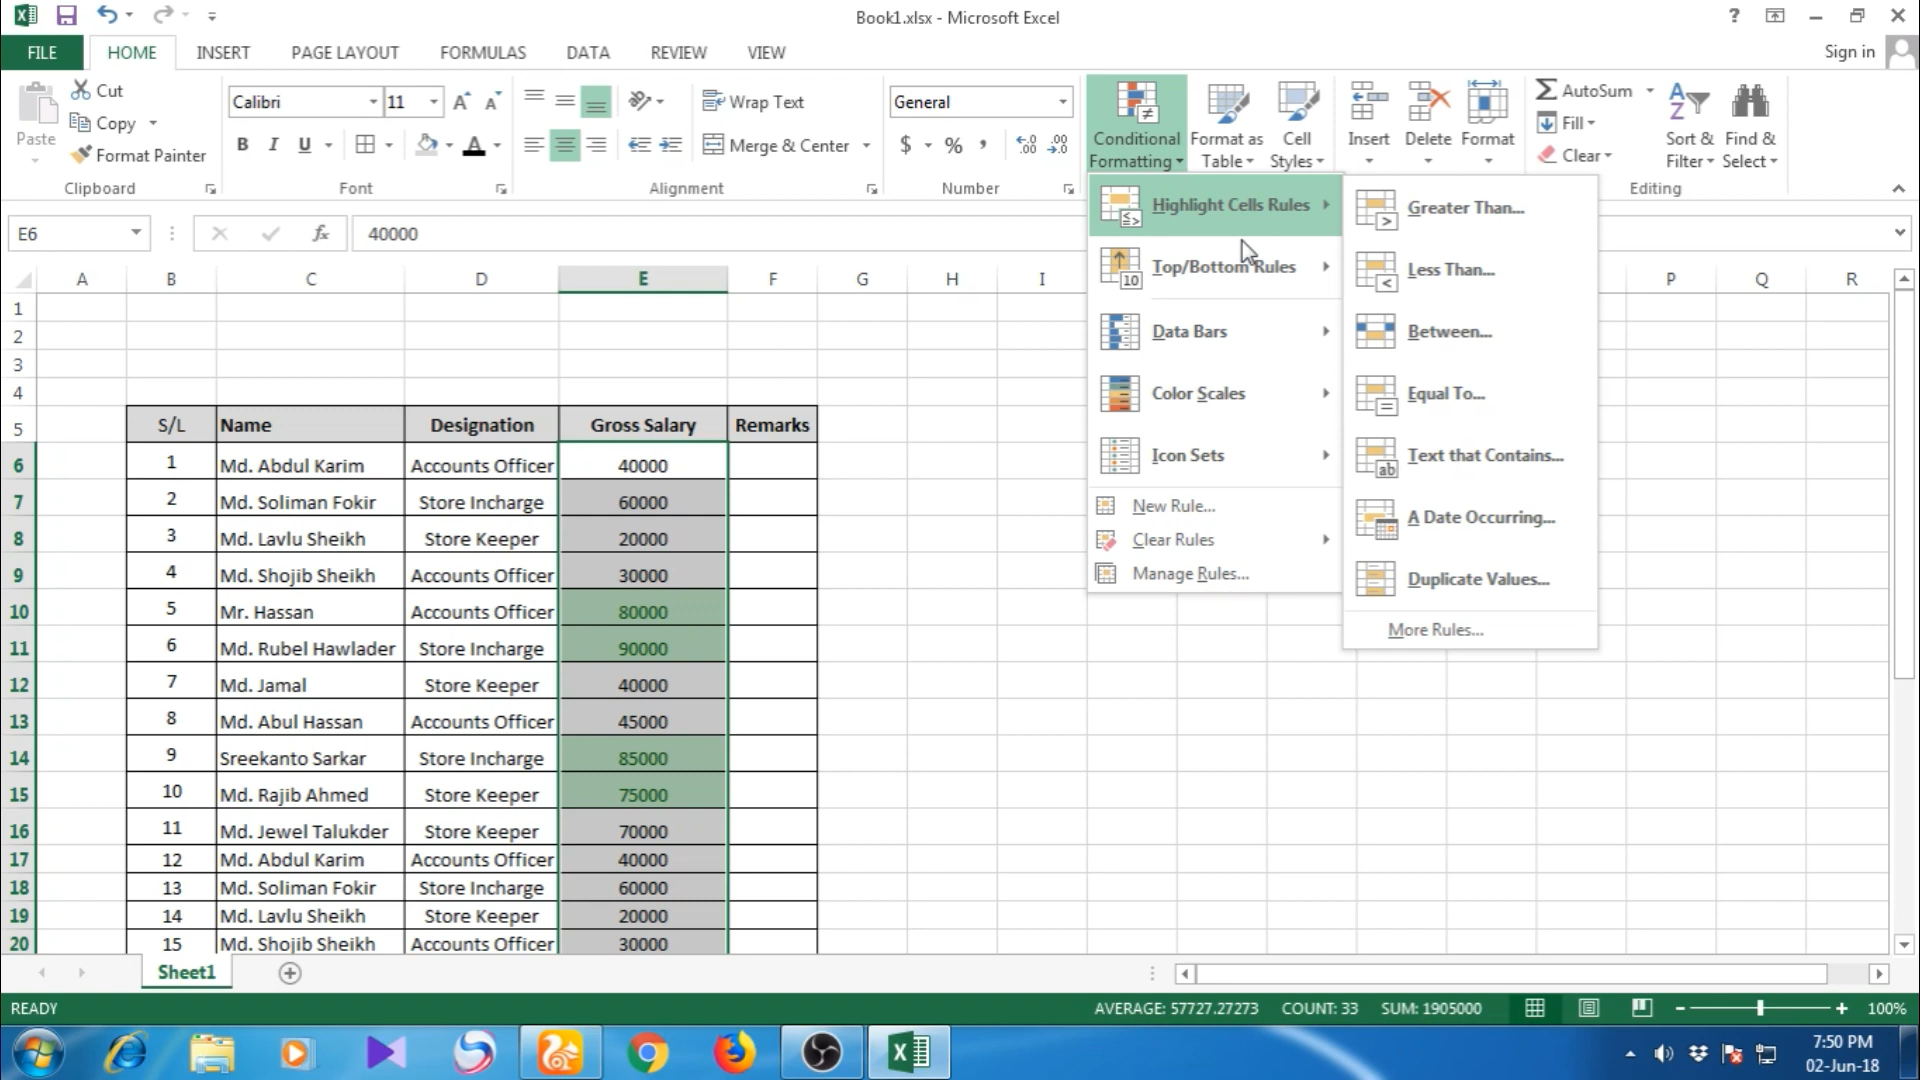 Book1.xlsx - Microsoft Excel
?
FILE HOME INSERT PAGE LAYOUT FORMULAS DATA REVIEW VIEW Sign in
Paste
Cut
Copy
Format Painter
Clipboard
Calibri 11
B I U A
Font
Wrap Text
Merge & Center
Alignment
General
$ % ,
Number
Conditional Formatting
Format as Table
Cell Styles
Insert
Delete
Format
AutoSum
Fill
Clear
Sort & Filter
Find & Select
Editing
E6 fx 40000
Highlight Cells Rules
Top/Bottom Rules
Data Bars
Color Scales
Icon Sets
New Rule...
Clear Rules
Manage Rules...
Greater Than...
Less Than...
Between...
Equal To...
Text that Contains...
A Date Occurring...
Duplicate Values...
More Rules...
A B C D E F G H I P Q R
1
2
3
4
5 S/L Name Designation Gross Salary Remarks
6 1 Md. Abdul Karim Accounts Officer 40000
7 2 Md. Soliman Fokir Store Incharge 60000
8 3 Md. Lavlu Sheikh Store Keeper 20000
9 4 Md. Shojib Sheikh Accounts Officer 30000
10 5 Mr. Hassan Accounts Officer 80000
11 6 Md. Rubel Hawlader Store Incharge 90000
12 7 Md. Jamal Store Keeper 40000
13 8 Md. Abul Hassan Accounts Officer 45000
14 9 Sreekanto Sarkar Store Incharge 85000
15 10 Md. Rajib Ahmed Store Keeper 75000
16 11 Md. Jewel Talukder Store Keeper 70000
17 12 Md. Abdul Karim Accounts Officer 40000
18 13 Md. Soliman Fokir Store Incharge 60000
19 14 Md. Lavlu Sheikh Store Keeper 20000
20 15 Md. Shojib Sheikh Accounts Officer 30000
Sheet1
READY AVERAGE: 57727.27273 COUNT: 33 SUM: 1905000 100%
7:50 PM
02-Jun-18